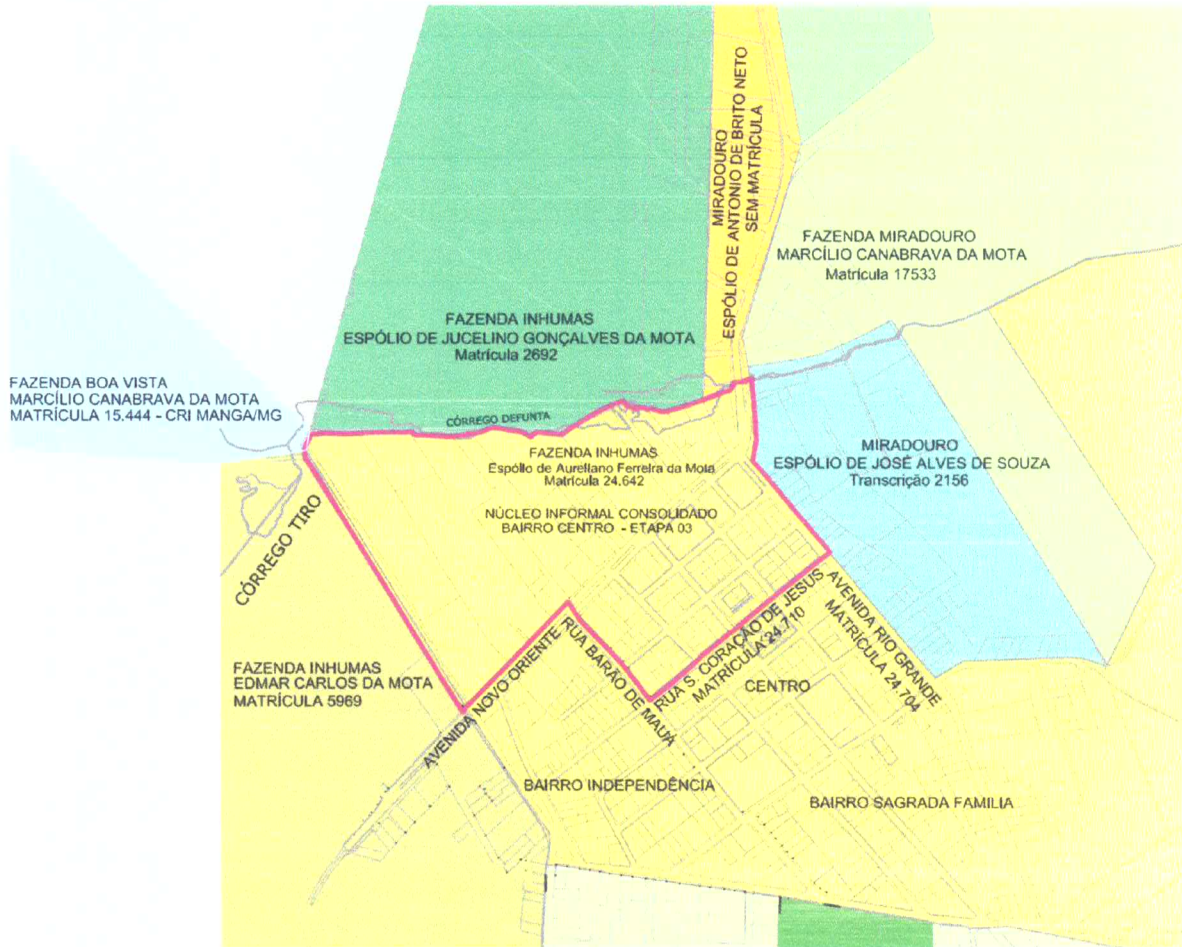 MIRADOURO
ESPÓLIO DE ANTONIO DE BRITO NETO
SEM MATRÍCULA
FAZENDA MIRADOURO
MARCÍLIO CANABRAVA DA MOTA
Matrícula 17533
FAZENDA INHUMAS
ESPÓLIO DE JUCELINO GONÇALVES DA MOTA
Matrícula 2692
FAZENDA BOA VISTA
MARCÍLIO CANABRAVA DA MOTA
MATRÍCULA 15.444 - CRI MANGA/MG
CÓRREGO DEFUNTA
FAZENDA INHUMAS
Espólio de Aureliano Ferreira da Mota
Matrícula 24.642
MIRADOURO
ESPÓLIO DE JOSÉ ALVES DE SOUZA
Transcrição 2156
NÚCLEO INFORMAL CONSOLIDADO
BAIRRO CENTRO - ETAPA 03
CÓRREGO TIRO
RUA S CORAÇÃO DE JESUS
MATRÍCULA 24.710
AVENIDA RIO GRANDE
MATRÍCULA 24.704
FAZENDA INHUMAS
EDMAR CARLOS DA MOTA
MATRÍCULA 5969
AVENIDA NOVO ORIENTE
RUA BARÃO DE MAUÁ
CENTRO
BAIRRO INDEPENDÊNCIA
BAIRRO SAGRADA FAMILIA